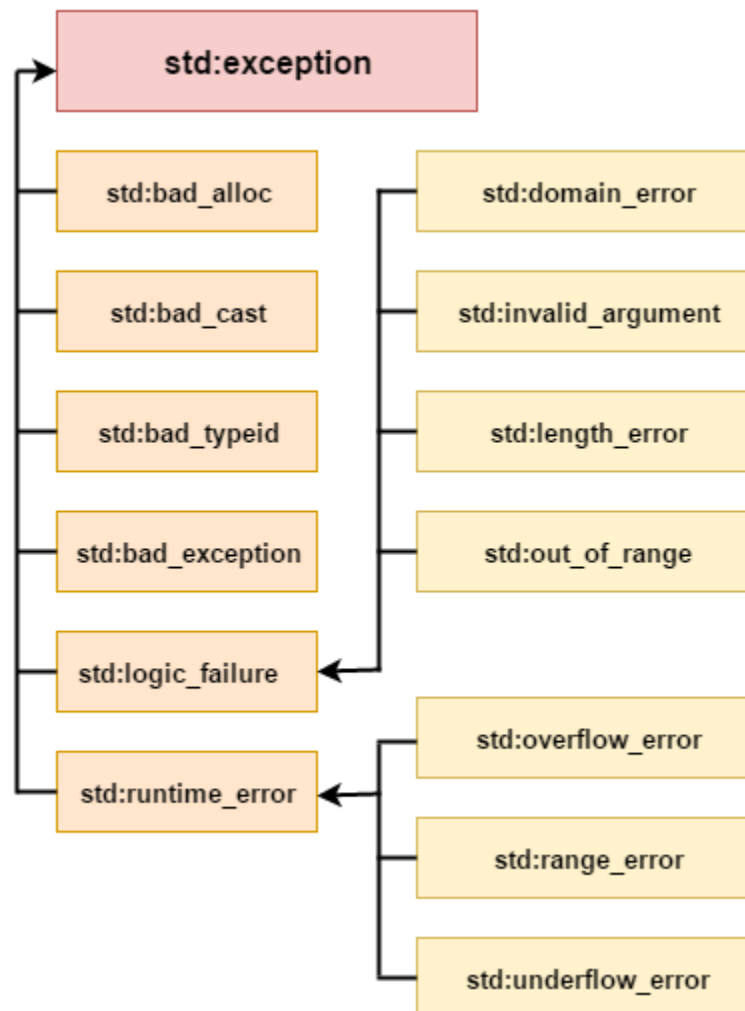 std:exception
std:bad_alloc
std:bad_cast
std:bad_typeid
std:bad_exception
std:logic_failure
std:runtime_error
std:domain_error
std:invalid_argument
std:length_error
std:out_of_range
std:overflow_error
std:range_error
std:underflow_error